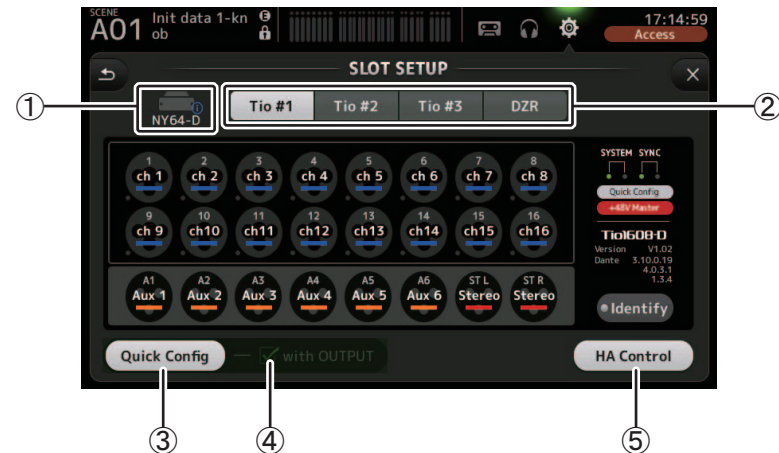 SCENE
A01
Init data 1-kn
ob
E
17:14:59
Access
SLOT SETUP
①
NY64-D
Tio #1
Tio #2
Tio #3
DZR
②
1 2 3 4 5 6 7 8
ch 1 ch 2 ch 3 ch 4 ch 5 ch 6 ch 7 ch 8
9 10 11 12 13 14 15 16
ch 9 ch10 ch11 ch12 ch13 ch14 ch15 ch16
A1 A2 A3 A4 A5 A6 ST L ST R
Aux 1 Aux 2 Aux 3 Aux 4 Aux 5 Aux 6 Stereo Stereo
SYSTEM SYNC
Quick Config
+48V Master
Tio1608-D
Version V1.02
Dante 3.10.0.19
4.0.3.1
1.3.4
Identify
Quick Config
with OUTPUT
HA Control
③
④
⑤